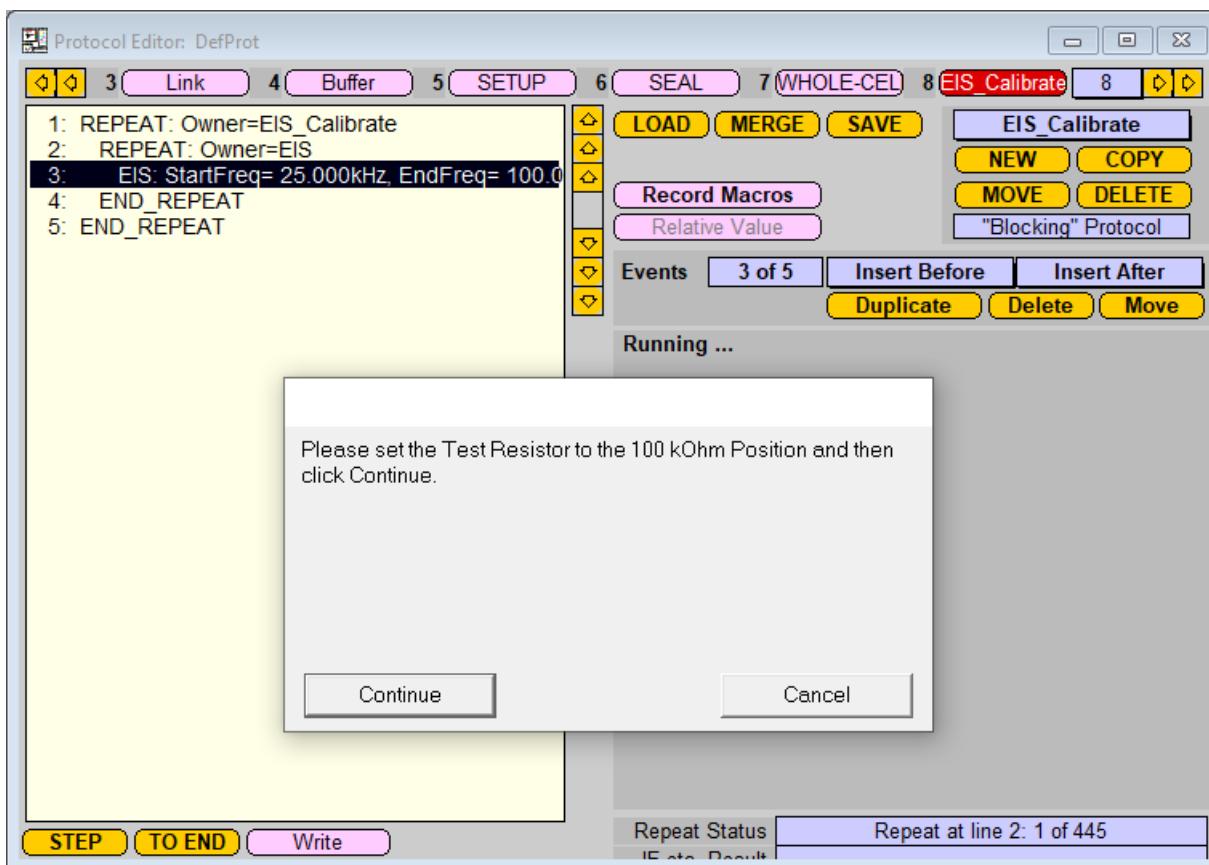 Protocol Editor: DefProt
3 Link 4 Buffer 5 SETUP 6 SEAL 7 WHOLE-CEL 8 EIS_Calibrate 8
1: REPEAT: Owner=EIS_Calibrate
2: REPEAT: Owner=EIS
3: EIS: StartFreq= 25.000kHz, EndFreq= 100.0
4: END_REPEAT
5: END_REPEAT
LOAD MERGE SAVE EIS_Calibrate
NEW COPY
Record Macros MOVE DELETE
Relative Value "Blocking" Protocol
Events 3 of 5 Insert Before Insert After
Duplicate Delete Move
Running ...
Please set the Test Resistor to the 100 kOhm Position and then
click Continue.
Continue Cancel
STEP TO END Write
Repeat Status Repeat at line 2: 1 of 445